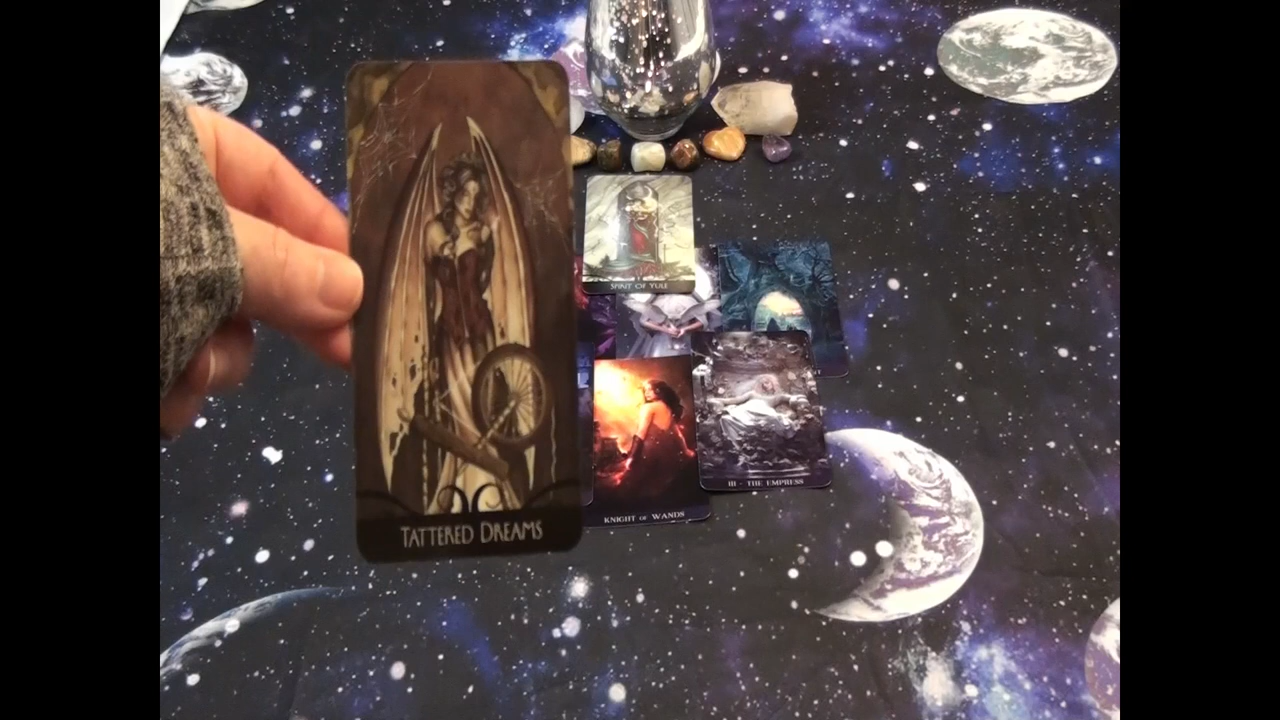 SPIRIT OF YULE
III - THE EMPRESS
KNIGHT OF WANDS
TATTERED DREAMS